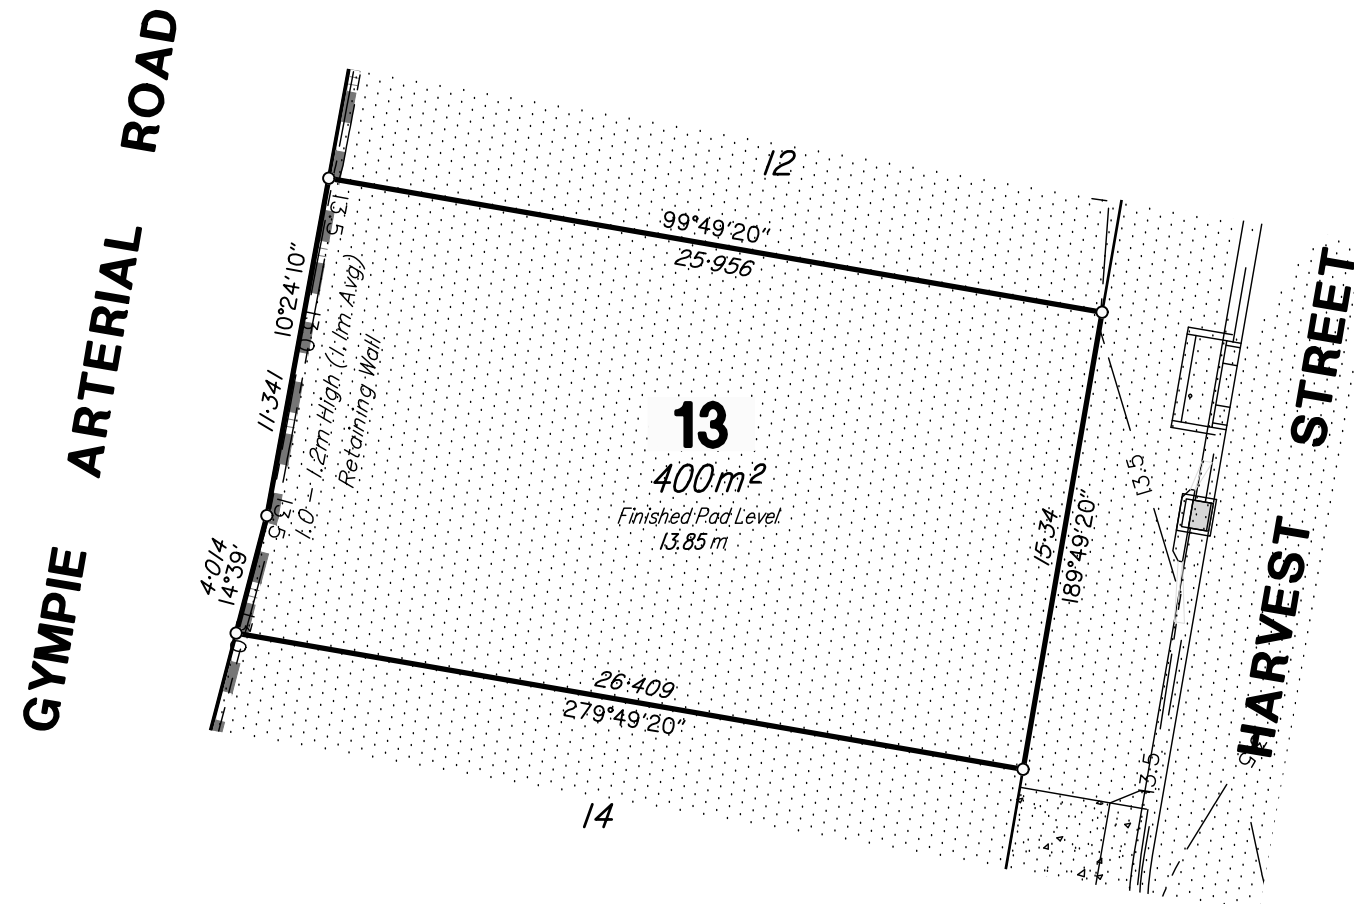 GYMPIE ARTERIAL ROAD
12
99°49'20"
25·956
13·5
10°24'10"
13·0
11·341
1.0 – 1.2m High (1.1m Avg)
Retaining Wall
13
400m²
Finished Pad Level
13.85 m
13·5
4·014
14°39'
15·34
189°49'20"
13.5
26·409
279°49'20"
14
13.5
HARVEST STREET